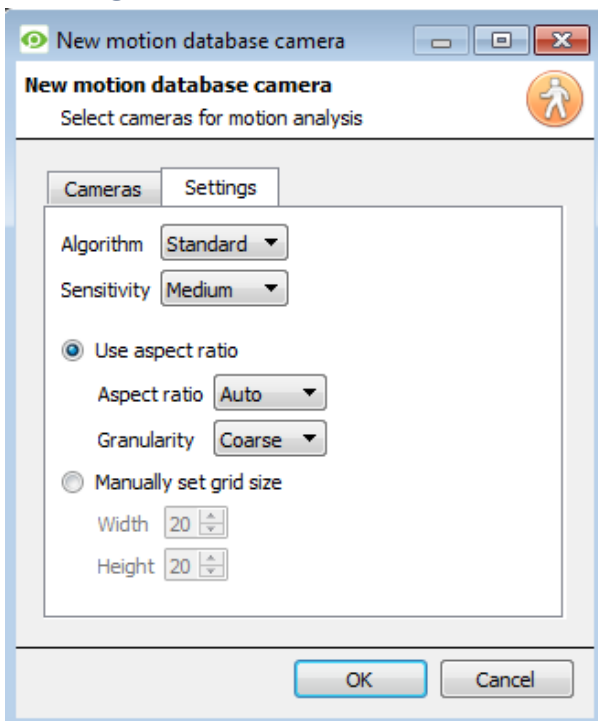 New motion database camera
New motion database camera
Select cameras for motion analysis
Cameras Settings
Algorithm Standard
Sensitivity Medium
Use aspect ratio
Aspect ratio Auto
Granularity Coarse
Manually set grid size
Width 20
Height 20
OK Cancel